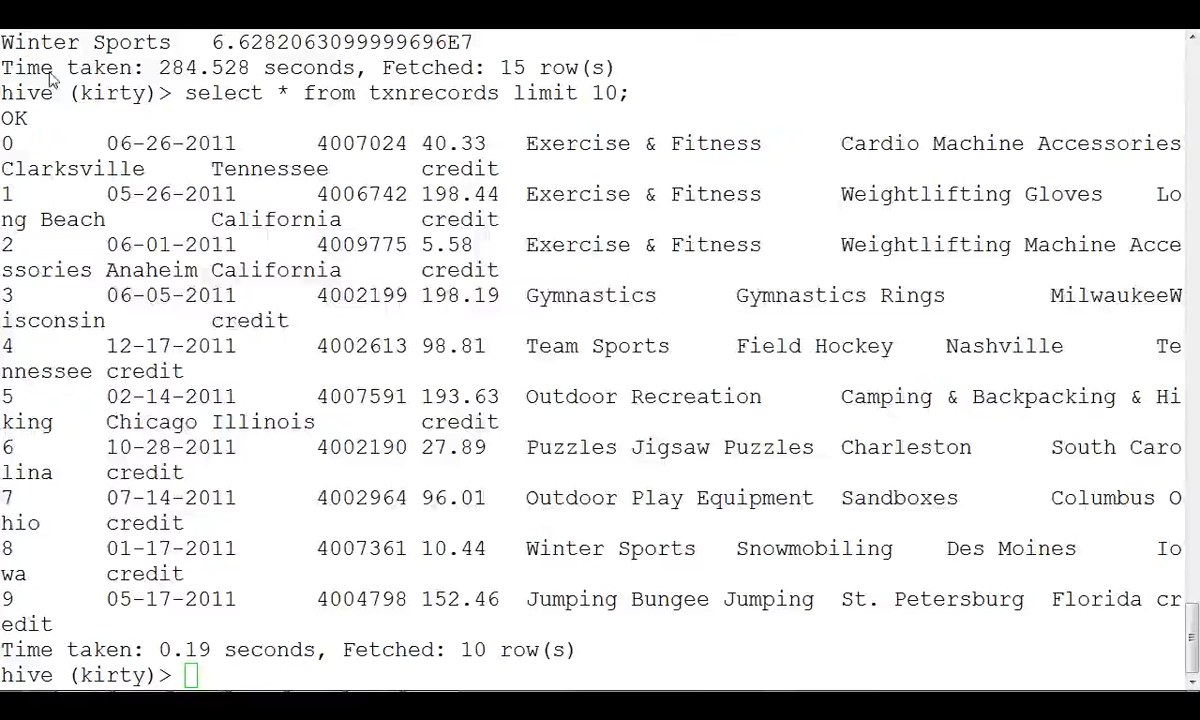 Winter Sports   6.6282063099999696E7
Time taken: 284.528 seconds, Fetched: 15 row(s)
hive (kirty)> select * from txnrecords limit 10;
OK
0       06-26-2011      4007024 40.33   Exercise & Fitness      Cardio Machine Accessories
Clarksville     Tennessee       credit
1       05-26-2011      4006742 198.44  Exercise & Fitness      Weightlifting Gloves    Lo
ng Beach        California      credit
2       06-01-2011      4009775 5.58    Exercise & Fitness      Weightlifting Machine Acce
ssories Anaheim California      credit
3       06-05-2011      4002199 198.19  Gymnastics      Gymnastics Rings        MilwaukeeW
isconsin        credit
4       12-17-2011      4002613 98.81   Team Sports     Field Hockey    Nashville       Te
nnessee credit
5       02-14-2011      4007591 193.63  Outdoor Recreation      Camping & Backpacking & Hi
king    Chicago Illinois        credit
6       10-28-2011      4002190 27.89   Puzzles Jigsaw Puzzles  Charleston      South Caro
lina    credit
7       07-14-2011      4002964 96.01   Outdoor Play Equipment  Sandboxes       Columbus O
hio     credit
8       01-17-2011      4007361 10.44   Winter Sports   Snowmobiling    Des Moines      Io
wa      credit
9       05-17-2011      4004798 152.46  Jumping Bungee Jumping  St. Petersburg  Florida cr
edit
Time taken: 0.19 seconds, Fetched: 10 row(s)
hive (kirty)>